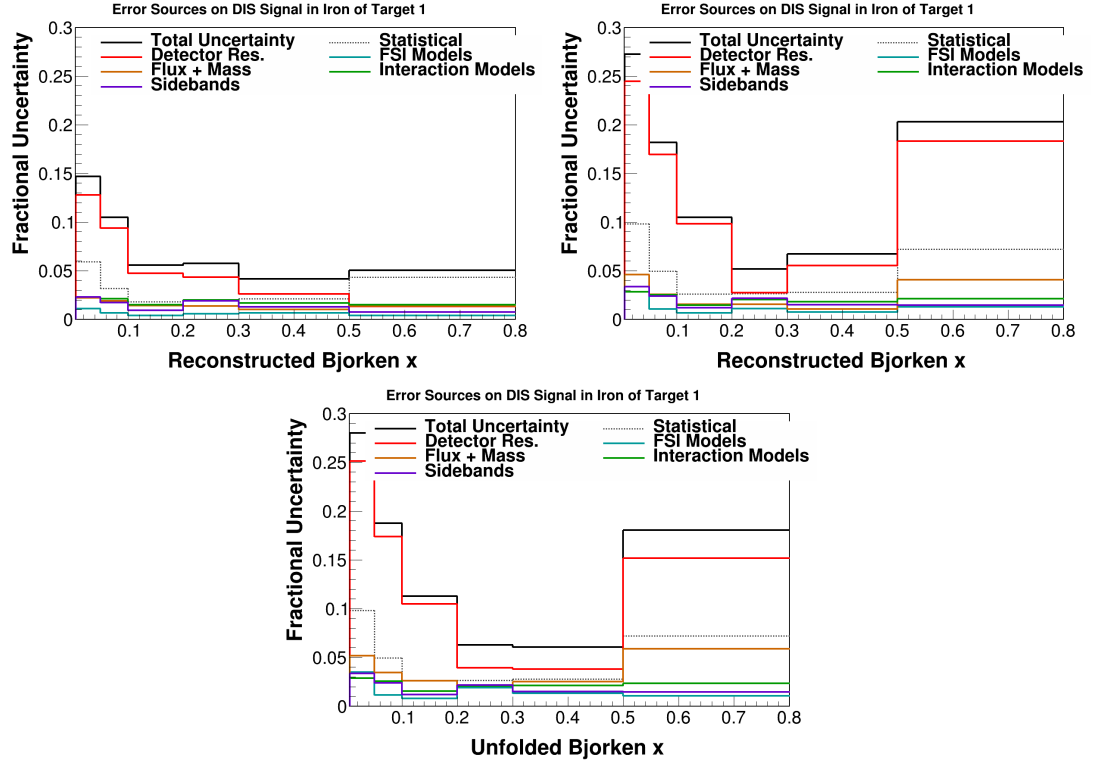 Error Sources on DIS Signal in Iron of Target 1
Fractional Uncertainty
0.3
0.25
0.2
0.15
0.1
0.05
0
Total Uncertainty
Detector Res.
Flux + Mass
Sidebands
Statistical
FSI Models
Interaction Models
0.1 0.2 0.3 0.4 0.5 0.6 0.7 0.8
Reconstructed Bjorken x
Error Sources on DIS Signal in Iron of Target 1
Fractional Uncertainty
0.3
0.25
0.2
0.15
0.1
0.05
0
Total Uncertainty
Detector Res.
Flux + Mass
Sidebands
Statistical
FSI Models
Interaction Models
0.1 0.2 0.3 0.4 0.5 0.6 0.7 0.8
Reconstructed Bjorken x
Error Sources on DIS Signal in Iron of Target 1
Fractional Uncertainty
0.3
0.25
0.2
0.15
0.1
0.05
0
Total Uncertainty
Detector Res.
Flux + Mass
Sidebands
Statistical
FSI Models
Interaction Models
0.1 0.2 0.3 0.4 0.5 0.6 0.7 0.8
Unfolded Bjorken x